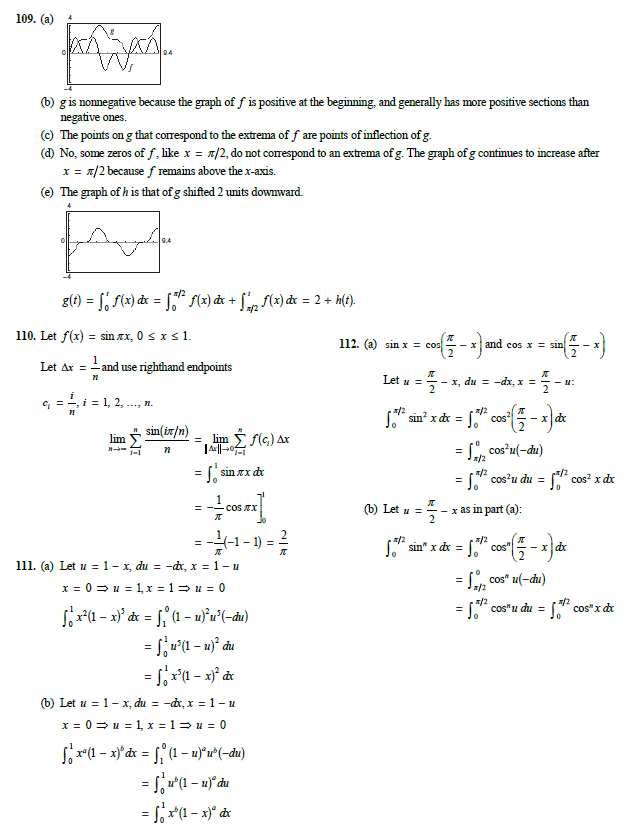 109. (a)
4
g
0
9.4
f
−4
(b) g is nonnegative because the graph of f is positive at the beginning, and generally has more positive sections than
negative ones.
(c) The points on g that correspond to the extrema of f are points of inflection of g.
(d) No, some zeros of f, like x = π/2, do not correspond to an extrema of g. The graph of g continues to increase after
x = π/2 because f remains above the x-axis.
(e) The graph of h is that of g shifted 2 units downward.
4
0
9.4
−4
g(t) = ∫₀ᵗ f(x) dx = ∫₀^(π/2) f(x) dx + ∫_(π/2)^t f(x) dx = 2 + h(t).
110. Let f(x) = sin πx, 0 ≤ x ≤ 1.
Let Δx = 1/n and use righthand endpoints
cᵢ = i/n, i = 1, 2, …, n.
lim_(n→∞) Σ_(i=1)^n sin(iπ/n)/n = lim_(‖Δx‖→0) Σ_(i=1)^n f(cᵢ) Δx
= ∫₀¹ sin πx dx
= −1/π cos πx]₀¹
= −1/π(−1 − 1) = 2/π
111. (a) Let u = 1 − x, du = −dx, x = 1 − u
x = 0 ⇒ u = 1, x = 1 ⇒ u = 0
∫₀¹ x²(1 − x)⁵ dx = ∫₁⁰ (1 − u)²u⁵(−du)
= ∫₀¹ u⁵(1 − u)² du
= ∫₀¹ x⁵(1 − x)² dx
(b) Let u = 1 − x, du = −dx, x = 1 − u
x = 0 ⇒ u = 1, x = 1 ⇒ u = 0
∫₀¹ xᵃ(1 − x)ᵇ dx = ∫₁⁰ (1 − u)ᵃuᵇ(−du)
= ∫₀¹ uᵇ(1 − u)ᵃ du
= ∫₀¹ xᵇ(1 − x)ᵃ dx
112. (a) sin x = cos(π/2 − x) and cos x = sin(π/2 − x)
Let u = π/2 − x, du = −dx, x = π/2 − u:
∫₀^(π/2) sin² x dx = ∫₀^(π/2) cos²(π/2 − x) dx
= ∫_(π/2)^0 cos²u(−du)
= ∫₀^(π/2) cos²u du = ∫₀^(π/2) cos² x dx
(b) Let u = π/2 − x as in part (a):
∫₀^(π/2) sinⁿ x dx = ∫₀^(π/2) cosⁿ(π/2 − x) dx
= ∫_(π/2)^0 cosⁿ u(−du)
= ∫₀^(π/2) cosⁿu du = ∫₀^(π/2) cosⁿx dx